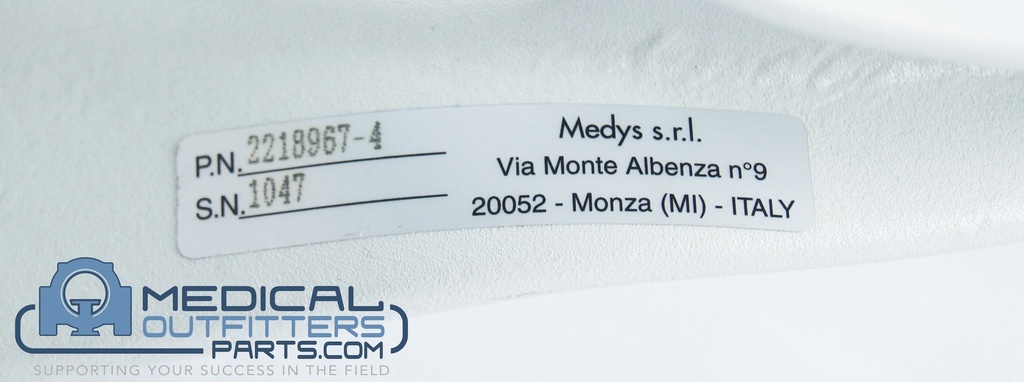 P.N. 2218967-4
S.N. 1047
Medys s.r.l.
Via Monte Albenza n°9
20052 - Monza (MI) - ITALY
MEDICAL
OUTFITTERS
PARTS.COM
SUPPORTING YOUR SUCCESS IN THE FIELD